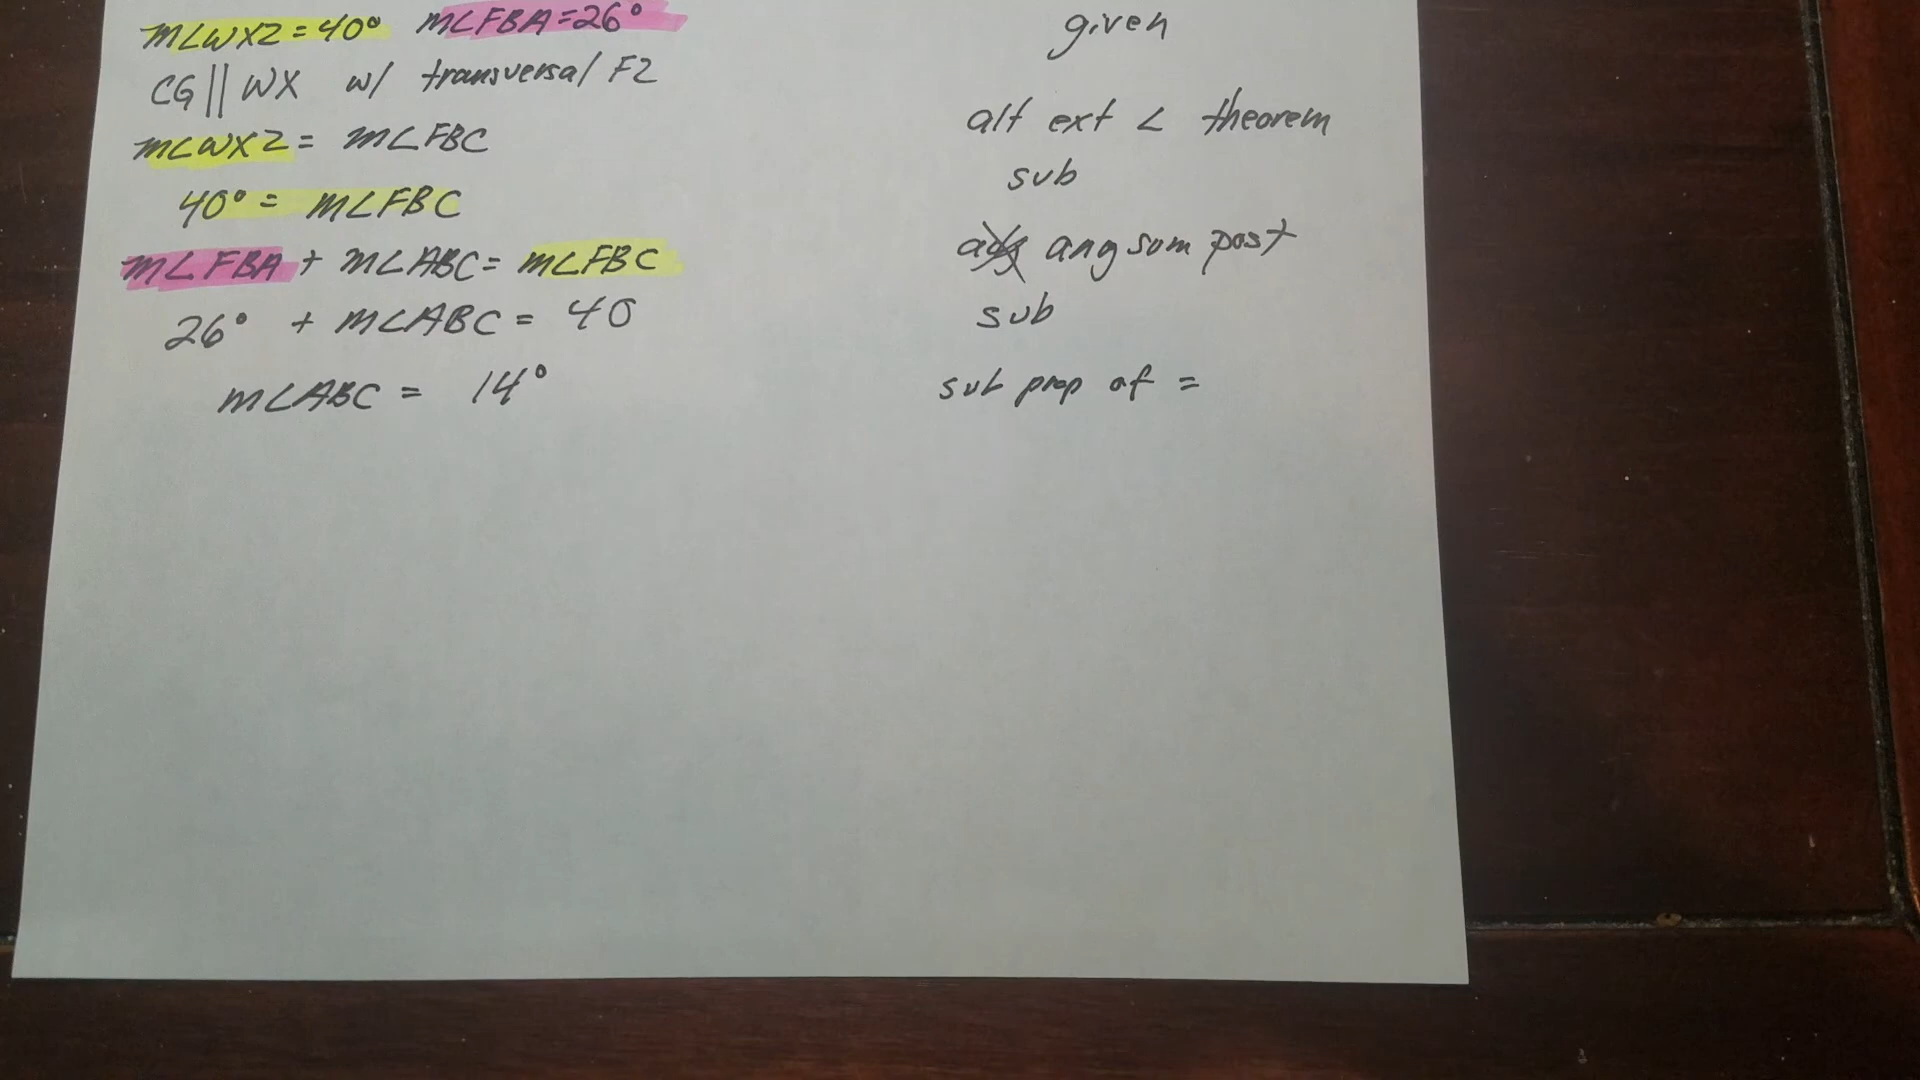 m∠WXZ = 40° m∠FBA = 26° given
CG || WX w/ transversal FZ
m∠WXZ = m∠FBC alt ext ∠ theorem
40° = m∠FBC sub
m∠FBA + m∠ABC = m∠FBC ang sum post
26° + m∠ABC = 40 sub
m∠ABC = 14° sub prop of =